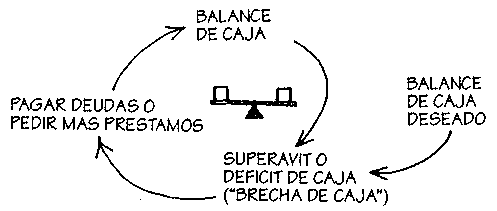 BALANCE
DE CAJA
PAGAR DEUDAS O
PEDIR MAS PRESTAMOS
BALANCE
DE CAJA
DESEADO
SUPERAVIT O
DEFICIT DE CAJA
("BRECHA DE CAJA")